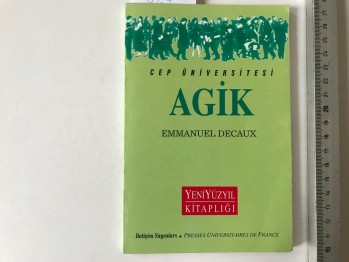 CEP ÜNİVERSİTESİ
AGİK
EMMANUEL DECAUX
YENİYÜZYIL
KİTAPLIĞI
İletişim Yayınları • PRESSES UNIVERSITAIRES DE FRANCE